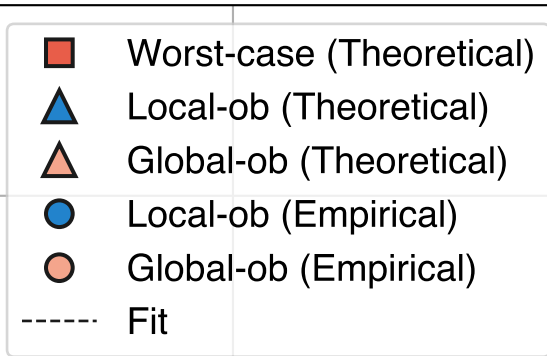 Worst-case (Theoretical)
Local-ob (Theoretical)
Global-ob (Theoretical)
Local-ob (Empirical)
Global-ob (Empirical)
Fit